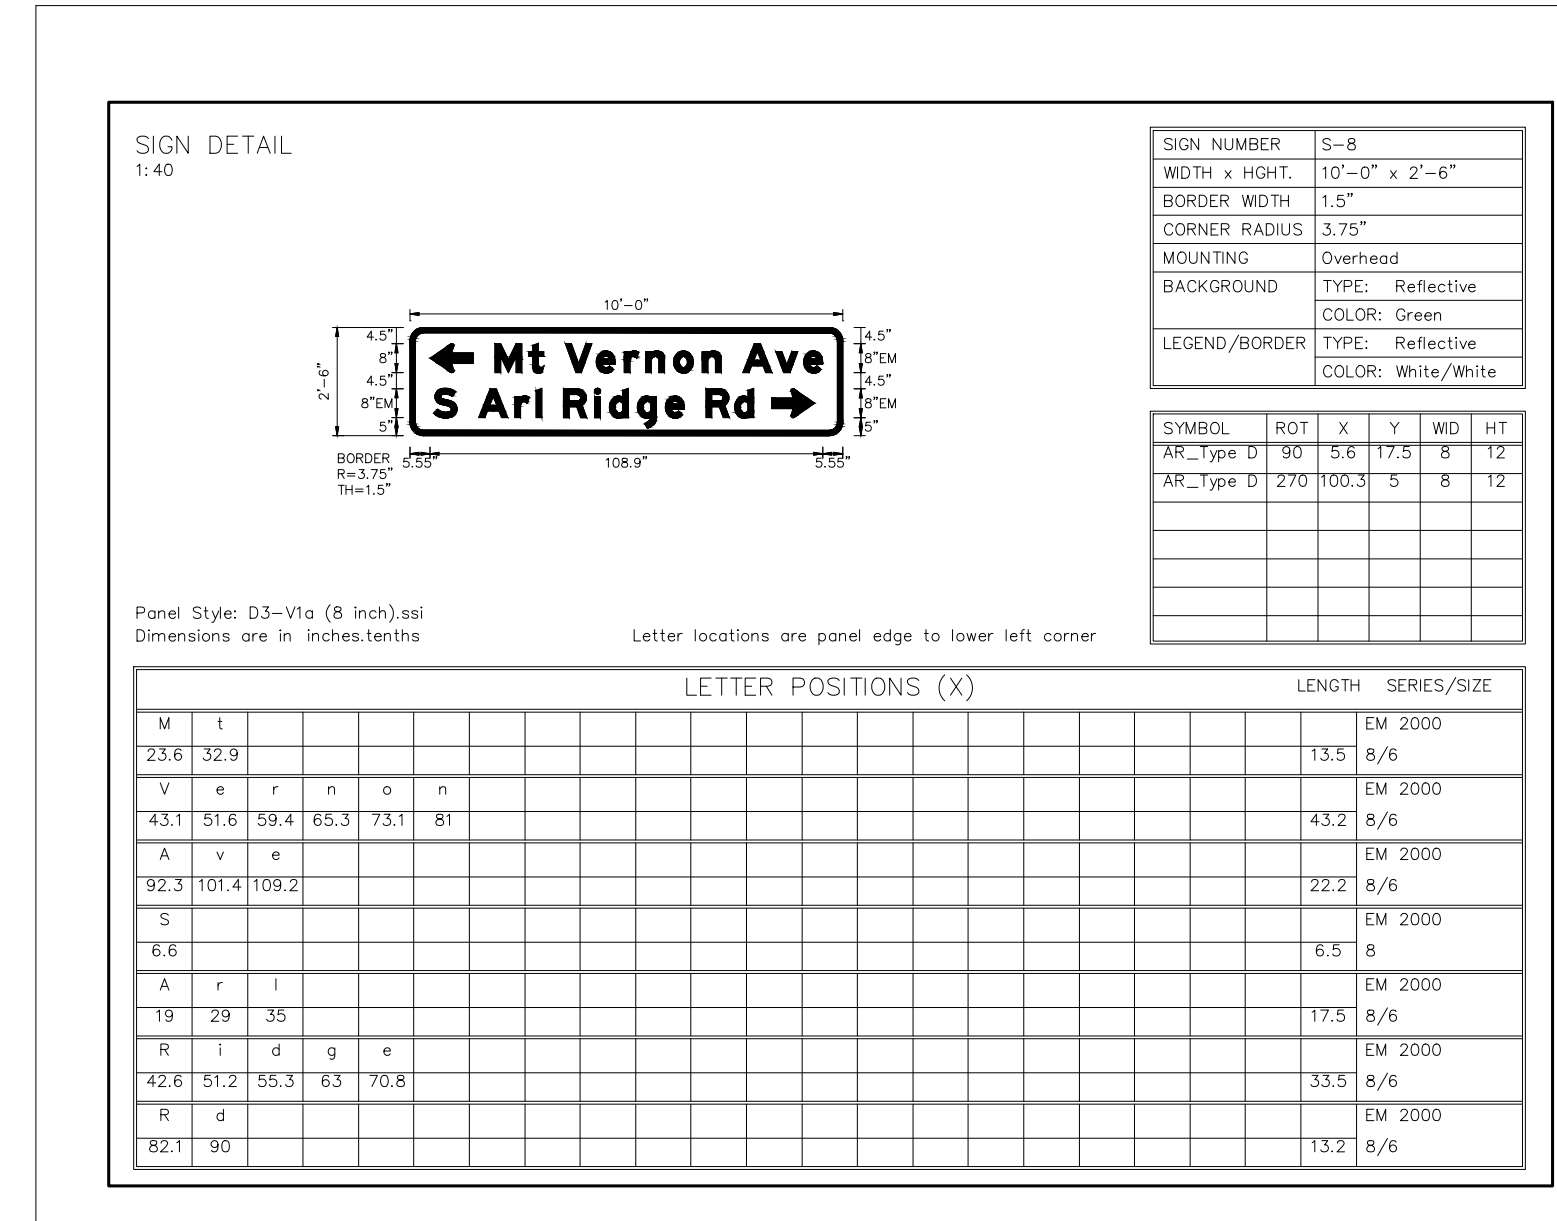 SIGN DETAIL
1:40
SIGN NUMBER S-8
WIDTH x HGHT. 10'-0" x 2'-6"
BORDER WIDTH 1.5"
CORNER RADIUS 3.75"
MOUNTING Overhead
BACKGROUND TYPE: Reflective
COLOR: Green
LEGEND/BORDER TYPE: Reflective
COLOR: White/White
10'-0"
4.5" 4.5"
8" ← Mt Vernon Ave 8"EM
2'-6" 4.5" 4.5"
8"EM S Arl Ridge Rd → 8"EM
5" 5"
5.55" 108.9" 5.55"
BORDER
R=3.75"
TH=1.5"
SYMBOL ROT X Y WID HT
AR_Type D 90 5.6 17.5 8 12
AR_Type D 270 100.3 5 8 12
Panel Style: D3-V1a (8 inch).ssi
Dimensions are in inches.tenths Letter locations are panel edge to lower left corner
LETTER POSITIONS (X) LENGTH SERIES/SIZE
M t EM 2000
23.6 32.9 13.5 8/6
V e r n o n EM 2000
43.1 51.6 59.4 65.3 73.1 81 43.2 8/6
A v e EM 2000
92.3 101.4 109.2 22.2 8/6
S EM 2000
6.6 6.5 8
A r l EM 2000
19 29 35 17.5 8/6
R i d g e EM 2000
42.6 51.2 55.3 63 70.8 33.5 8/6
R d EM 2000
82.1 90 13.2 8/6